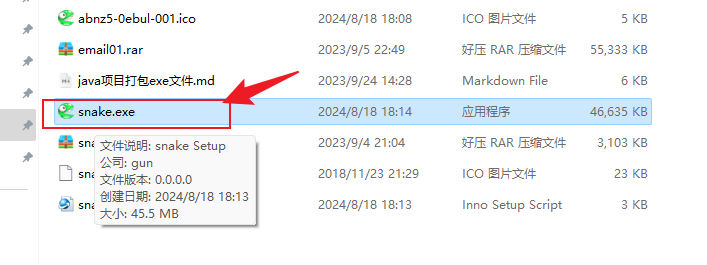 abnz5-0ebul-001.ico 2024/8/18 18:08 ICO 图片文件 5 KB
email01.rar 2023/9/5 22:49 好压 RAR 压缩文件 55,333 KB
java项目打包exe文件.md 2023/9/24 14:28 Markdown File 6 KB
snake.exe 2024/8/18 18:14 应用程序 46,635 KB
sna 2023/9/4 21:04 好压 RAR 压缩文件 3,103 KB
sna 2018/11/23 21:29 ICO 图片文件 23 KB
sna 2024/8/18 18:13 Inno Setup Script 3 KB
文件说明: snake Setup
公司: gun
文件版本: 0.0.0.0
创建日期: 2024/8/18 18:13
大小: 45.5 MB